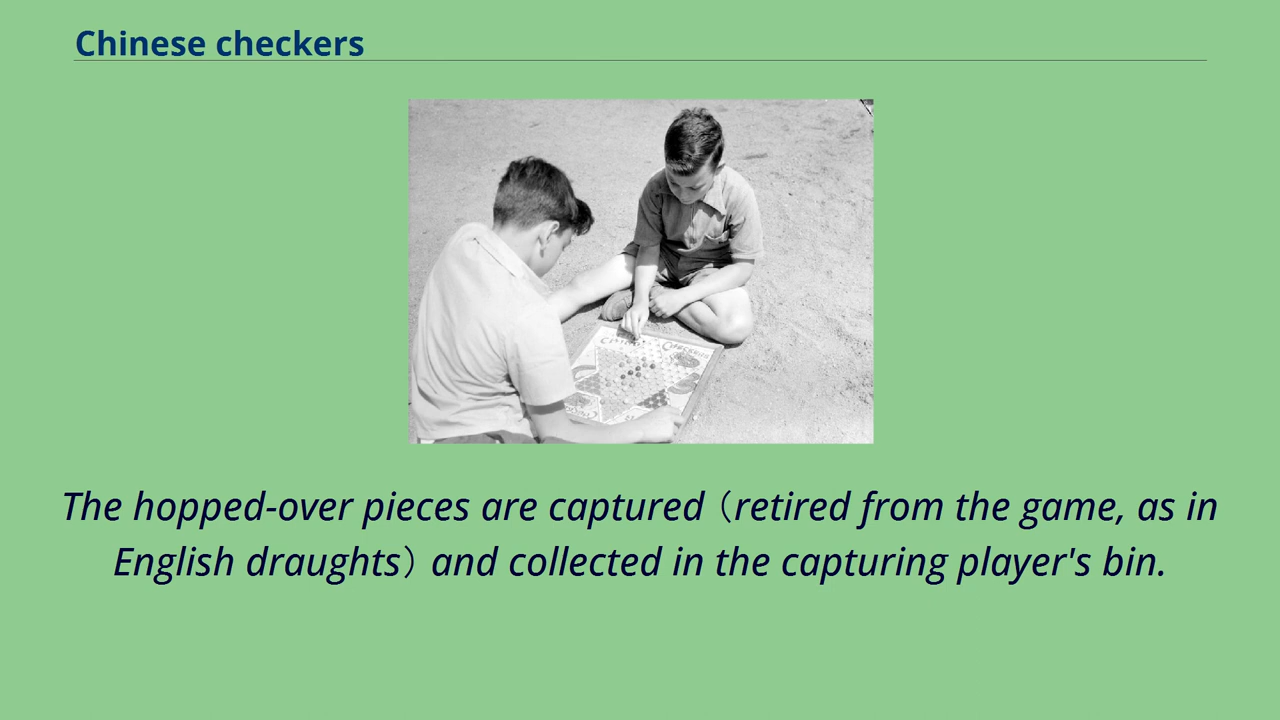 Chinese checkers
The hopped-over pieces are captured（retired from the game, as in
English draughts）and collected in the capturing player's bin.